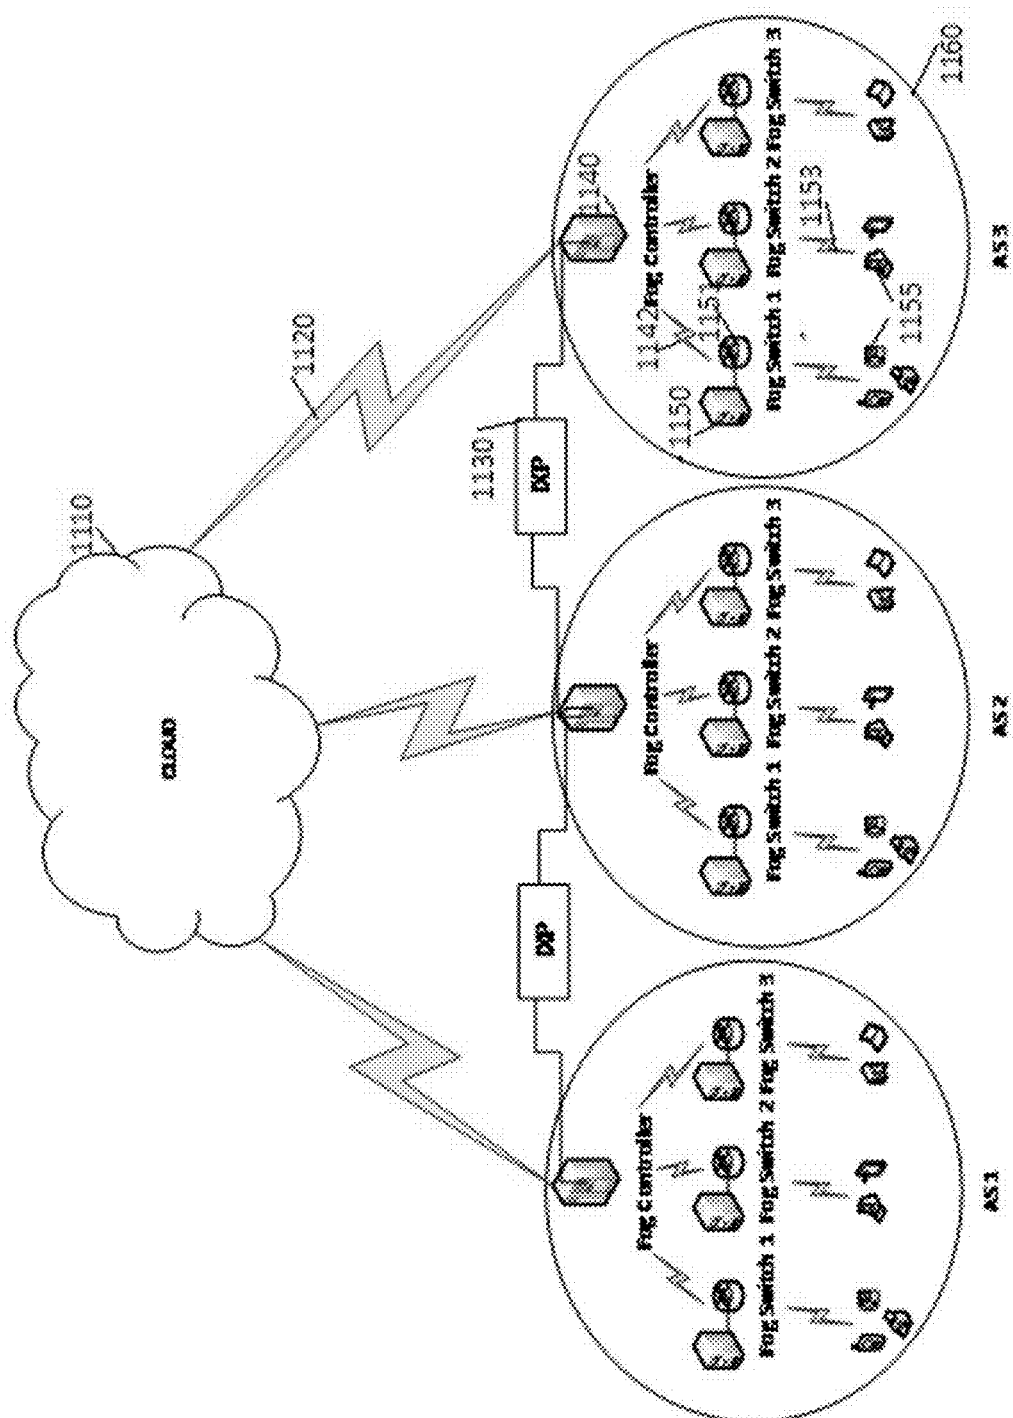 1110
CLOUD
1120
1130
IXP
IXP
1140
Fog Controller
Fog Controller
Fog Controller
1142
1151
1150
Fog Switch 1 Fog Switch 2 Fog Switch 3
Fog Switch 1 Fog Switch 2 Fog Switch 3
Fog Switch 1 Fog Switch 2 Fog Switch 3
1153
1155
1160
AS 1
AS 2
AS 3